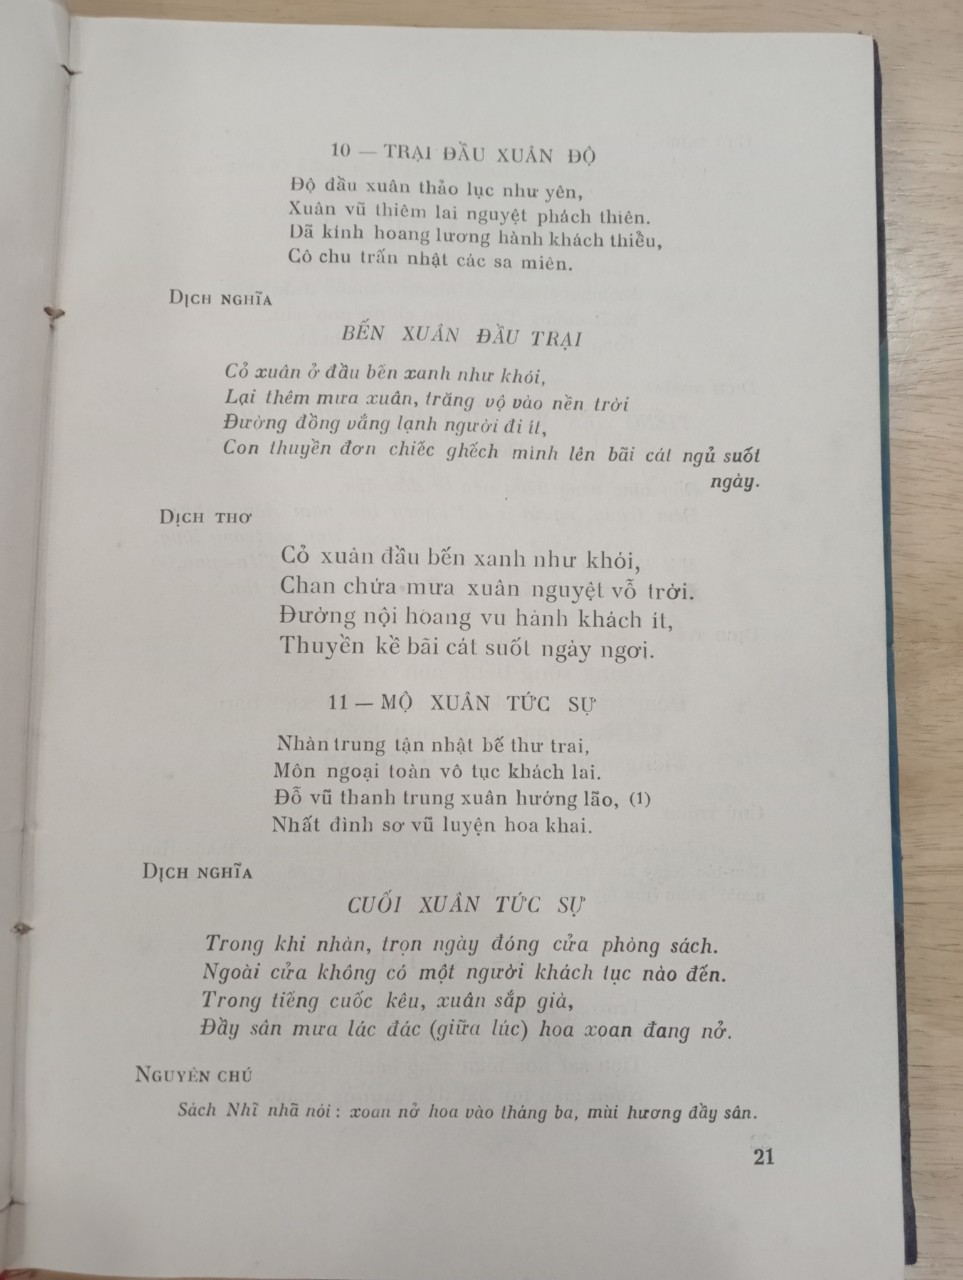 10 — TRẠI ĐẦU XUÂN ĐỘ
Độ đầu xuân thảo lục như yên,
Xuân vũ thiêm lai nguyệt phách thiên.
Dã kính hoang lương hành khách thiều,
Cô chu trấn nhật các sa miên.
DỊCH NGHĨA
BẾN XUÂN ĐẦU TRẠI
Cỏ xuân ở đầu bến xanh như khói,
Lại thêm mưa xuân, trăng vộ vào nền trời
Đường đồng vắng lạnh người đi ít,
Con thuyền đơn chiếc ghếch mình lên bãi cát ngủ suốt
ngày.
DỊCH THƠ
Cỏ xuân đầu bến xanh như khói,
Chan chứa mưa xuân nguyệt vỗ trời.
Đường nội hoang vu hành khách ít,
Thuyền kề bãi cát suốt ngày ngơi.
11 — MỘ XUÂN TỨC SỰ
Nhàn trung tận nhật bế thư trai,
Môn ngoại toàn vô tục khách lai.
Đỗ vũ thanh trung xuân hướng lão, (1)
Nhất đình sơ vũ luyện hoa khai.
DỊCH NGHĨA
CUỐI XUÂN TỨC SỰ
Trong khi nhàn, trọn ngày đóng cửa phòng sách.
Ngoài cửa không có một người khách tục nào đến.
Trong tiếng cuốc kêu, xuân sắp già,
Đầy sân mưa lác đác (giữa lúc) hoa xoan đang nở.
NGUYÊN CHÚ
Sách Nhĩ nhã nói : xoan nở hoa vào tháng ba, mùi hương đầy sân.
21